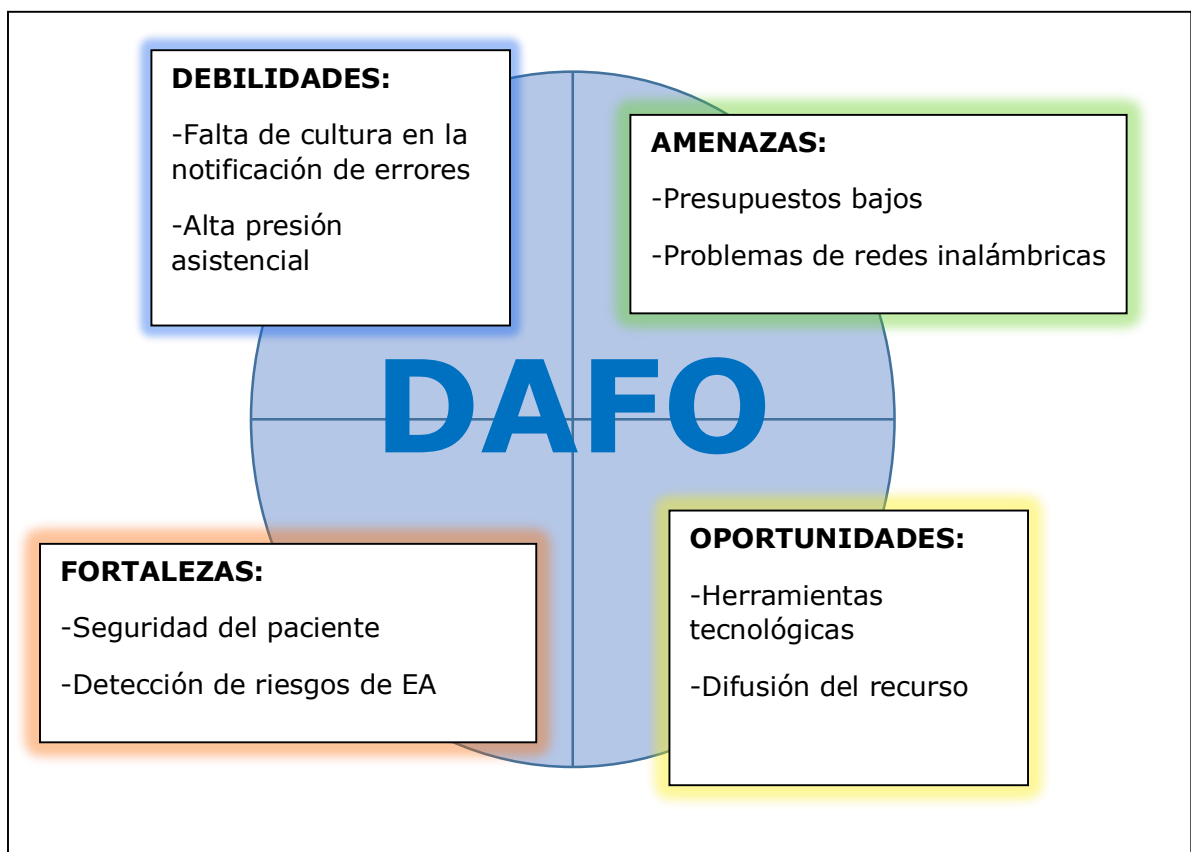 DEBILIDADES:
-Falta de cultura en la
notificación de errores
-Alta presión
asistencial
AMENAZAS:
-Presupuestos bajos
-Problemas de redes inalámbricas
DAFO
FORTALEZAS:
-Seguridad del paciente
-Detección de riesgos de EA
OPORTUNIDADES:
-Herramientas
tecnológicas
-Difusión del recurso